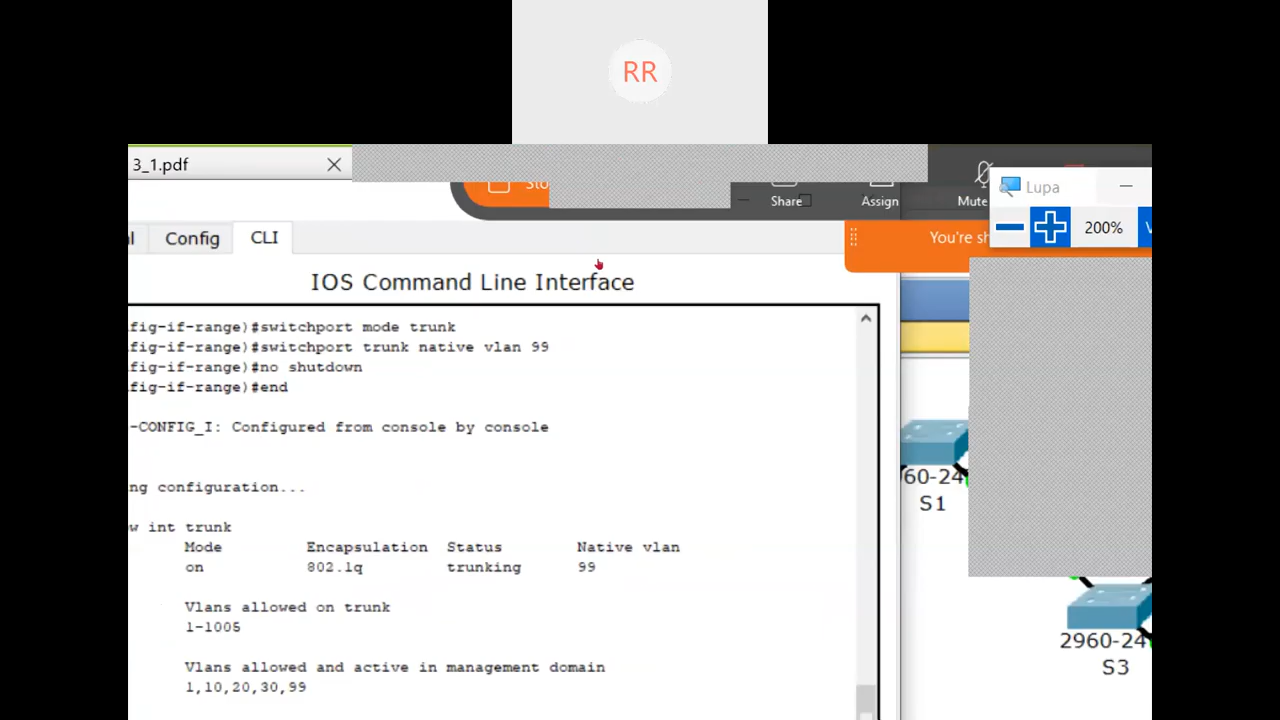 RR
3_1.pdf
Sto
Share
Assign
Mute
Lupa
200%
Config
CLI
You're sh
IOS Command Line Interface
fig-if-range)#switchport mode trunk
fig-if-range)#switchport trunk native vlan 99
fig-if-range)#no shutdown
fig-if-range)#end
-CONFIG_I: Configured from console by console
ng configuration...
w int trunk
Mode Encapsulation Status Native vlan
on 802.1q trunking 99
Vlans allowed on trunk
1-1005
Vlans allowed and active in management domain
1,10,20,30,99
60-24
S1
2960-24
S3